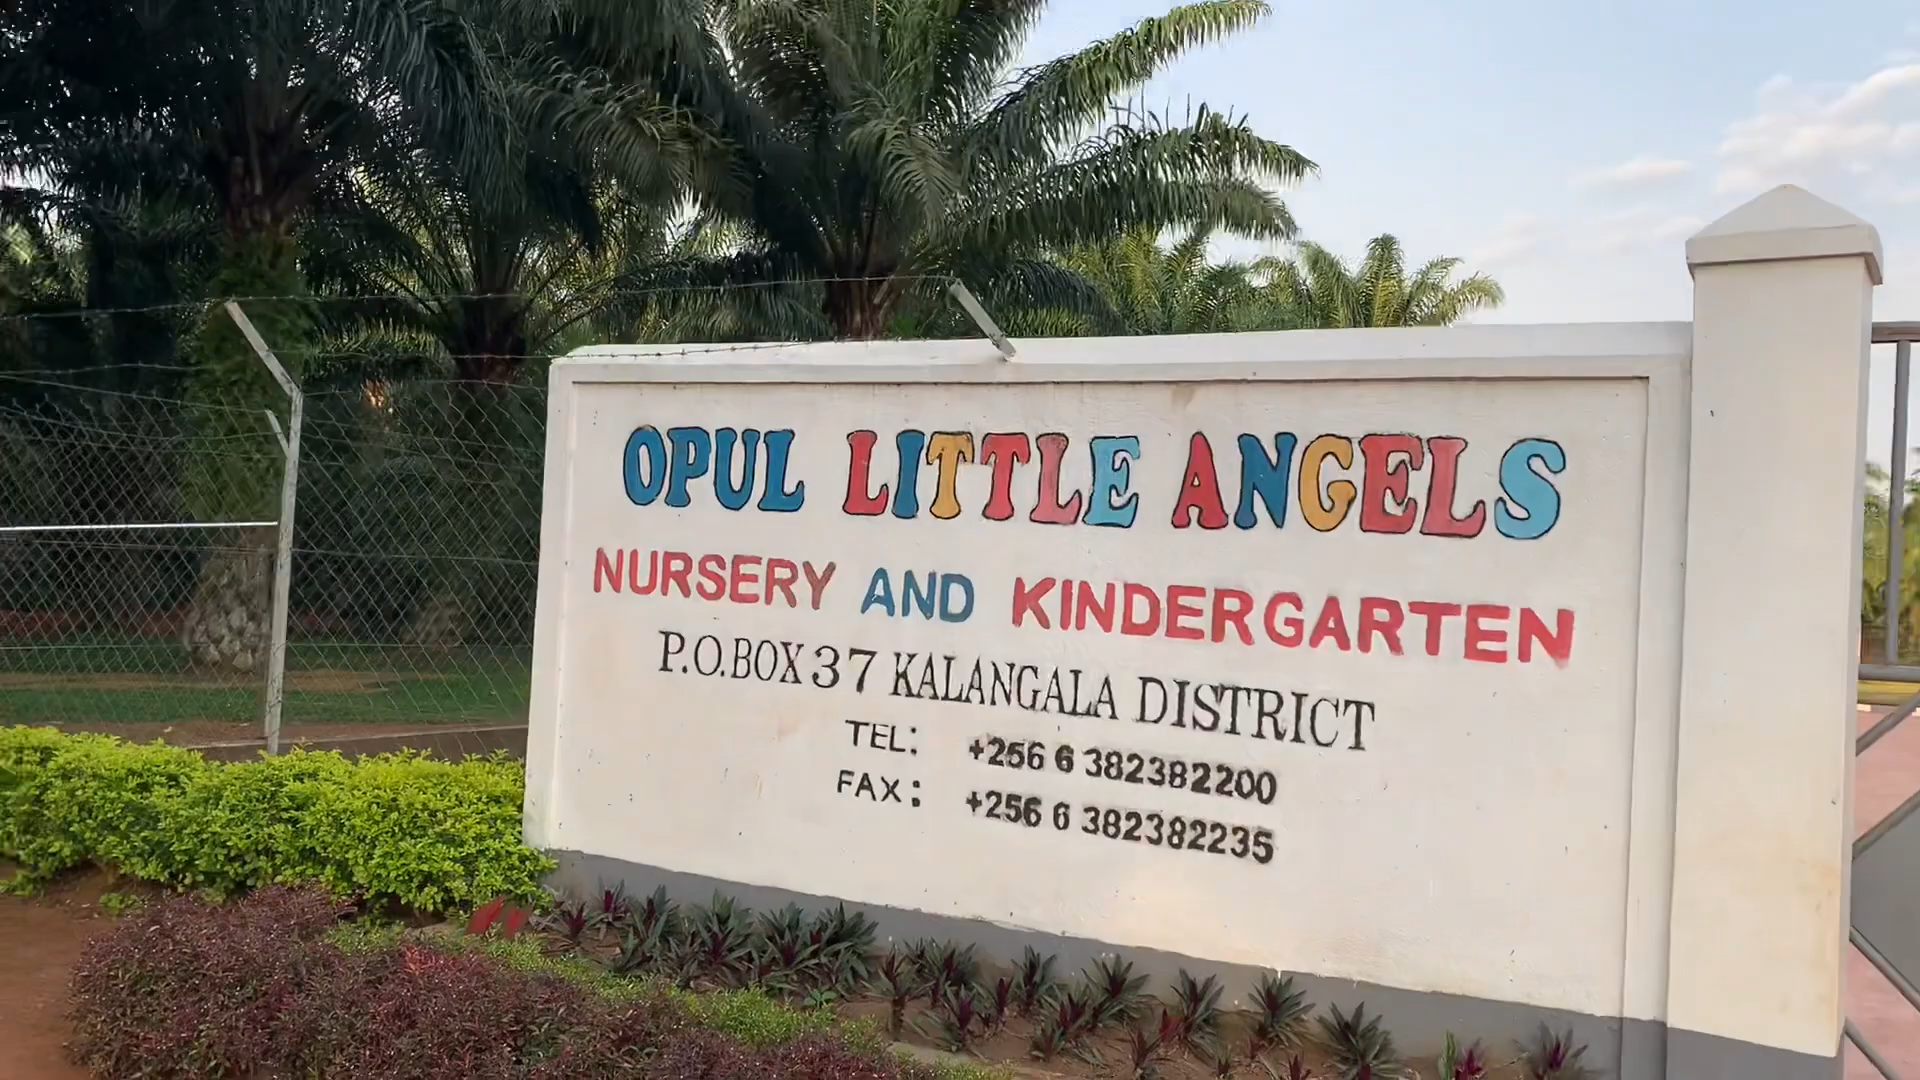 OPUL LITTLE ANGELS
NURSERY AND KINDERGARTEN
P.O.BOX 37 KALANGALA DISTRICT
TEL: +256 6 382382200
FAX: +256 6 382382235